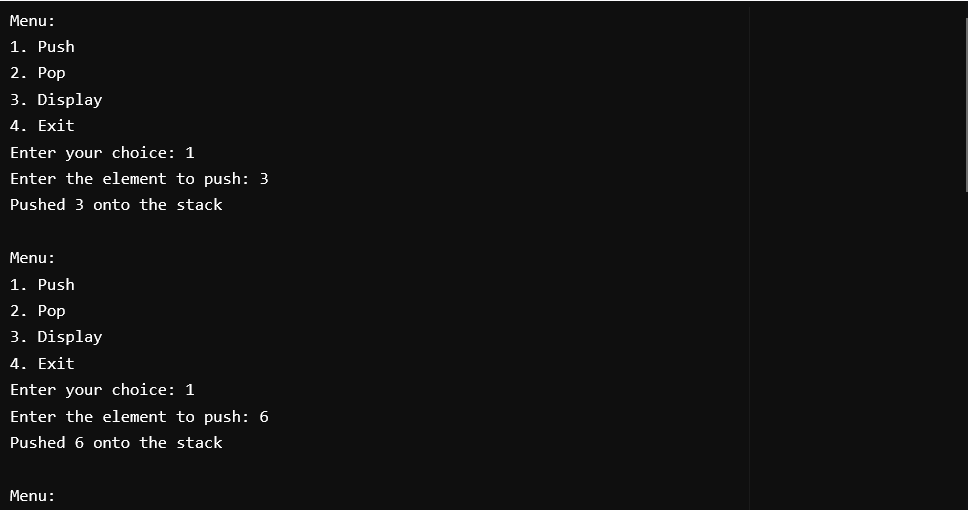 Menu:
1. Push
2. Pop
3. Display
4. Exit
Enter your choice: 1
Enter the element to push: 3
Pushed 3 onto the stack
Menu:
1. Push
2. Pop
3. Display
4. Exit
Enter your choice: 1
Enter the element to push: 6
Pushed 6 onto the stack
Menu: